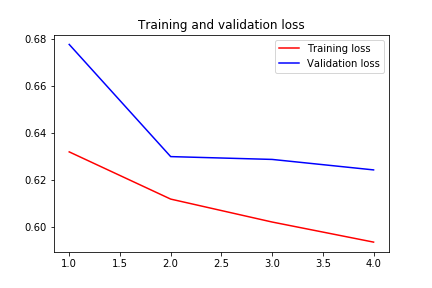 Training and validation loss
0.68
0.66
0.64
0.62
0.60
Training loss
Validation loss
1.0 1.5 2.0 2.5 3.0 3.5 4.0